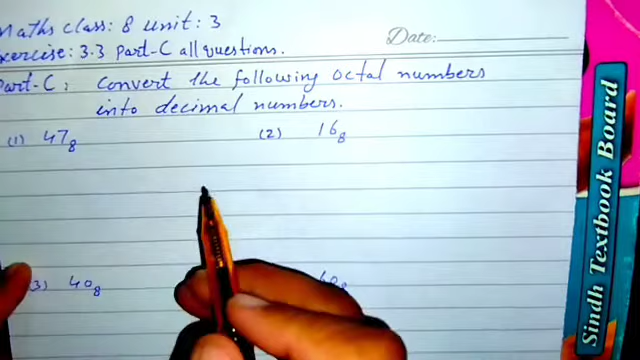 Maths class: 8 unit: 3
Exercise: 3.3 Part-C all questions.
Date:
Part-C: Convert the following octal numbers
into decimal numbers.
(1) 47₈ (2) 16₈
(3) 40₈ 60₈
Sindh Textbook Board